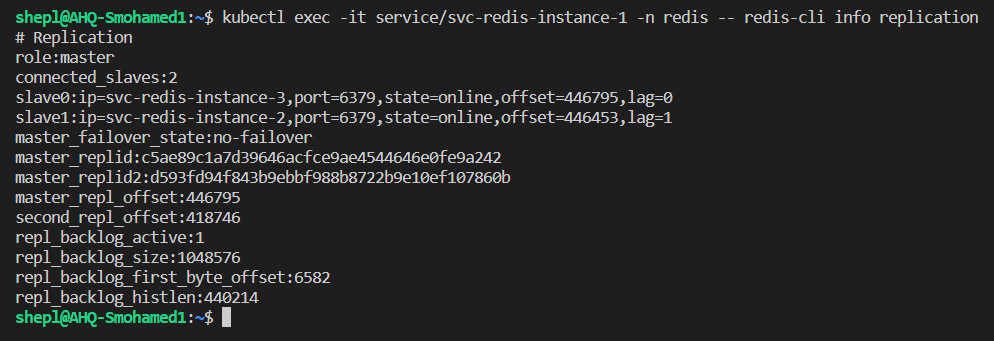 shepl@AHQ-Smohamed1:~$ kubectl exec -it service/svc-redis-instance-1 -n redis -- redis-cli info replication
# Replication
role:master
connected_slaves:2
slave0:ip=svc-redis-instance-3,port=6379,state=online,offset=446795,lag=0
slave1:ip=svc-redis-instance-2,port=6379,state=online,offset=446453,lag=1
master_failover_state:no-failover
master_replid:c5ae89c1a7d39646acfce9ae4544646e0fe9a242
master_replid2:d593fd94f843b9ebbf988b8722b9e10ef107860b
master_repl_offset:446795
second_repl_offset:418746
repl_backlog_active:1
repl_backlog_size:1048576
repl_backlog_first_byte_offset:6582
repl_backlog_histlen:440214
shepl@AHQ-Smohamed1:~$